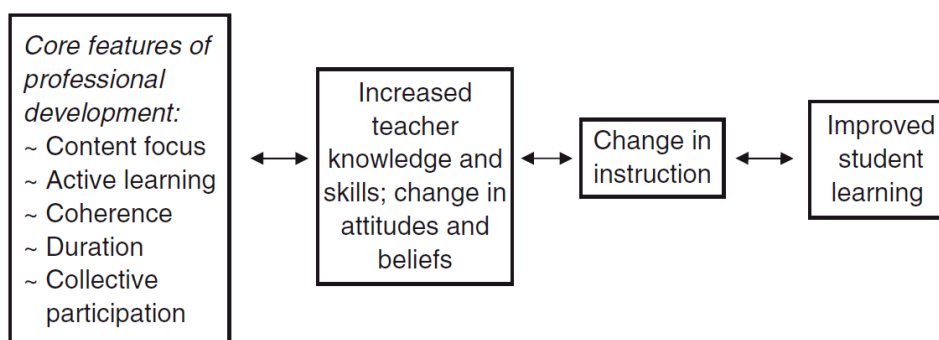 Core features of
professional
development:
~ Content focus
~ Active learning
~ Coherence
~ Duration
~ Collective
participation
Increased
teacher
knowledge and
skills; change in
attitudes and
beliefs
Change in
instruction
Improved
student
learning